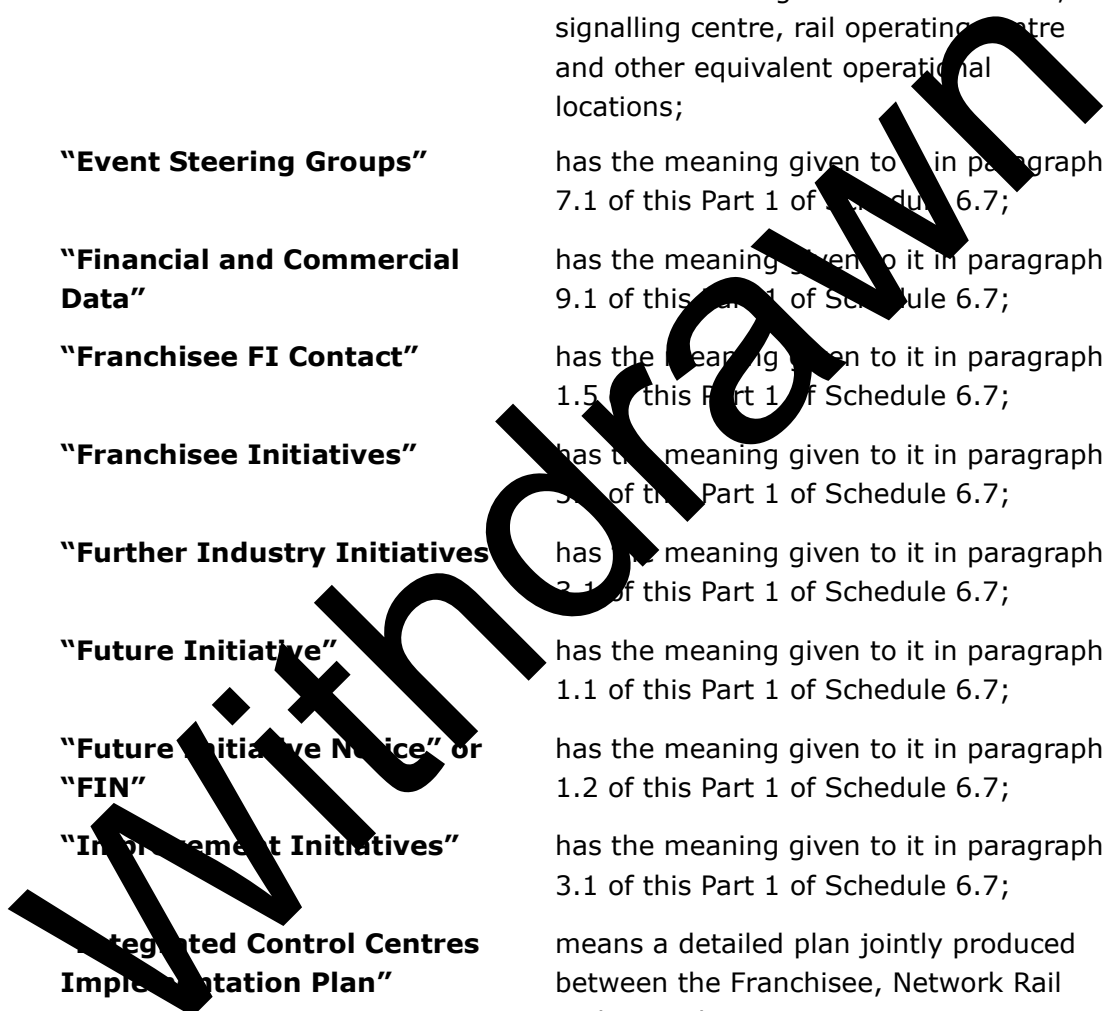 signalling centre, rail operating centre
and other equivalent operational
locations;
“Event Steering Groups” has the meaning given to it in paragraph
7.1 of this Part 1 of Schedule 6.7;
“Financial and Commercial has the meaning given to it in paragraph
Data” 9.1 of this Part 1 of Schedule 6.7;
“Franchisee FI Contact” has the meaning given to it in paragraph
1.5 of this Part 1 of Schedule 6.7;
“Franchisee Initiatives” has the meaning given to it in paragraph
of this Part 1 of Schedule 6.7;
“Further Industry Initiatives has the meaning given to it in paragraph
3.1 of this Part 1 of Schedule 6.7;
“Future Initiative” has the meaning given to it in paragraph
1.1 of this Part 1 of Schedule 6.7;
“Future Initiative Notice” or has the meaning given to it in paragraph
“FIN” 1.2 of this Part 1 of Schedule 6.7;
“Improvement Initiatives” has the meaning given to it in paragraph
3.1 of this Part 1 of Schedule 6.7;
Integrated Control Centres means a detailed plan jointly produced
Implementation Plan” between the Franchisee, Network Rail
Withdrawn